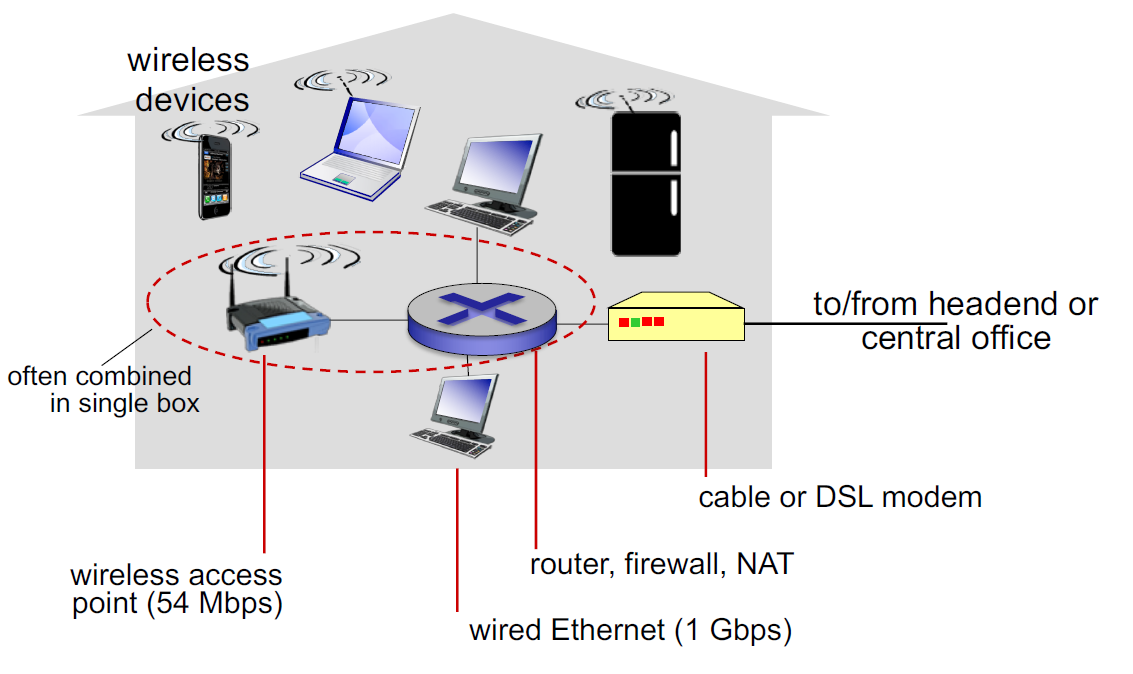 wireless
devices
to/from headend or
central office
often combined
in single box
cable or DSL modem
router, firewall, NAT
wireless access
point (54 Mbps)
wired Ethernet (1 Gbps)